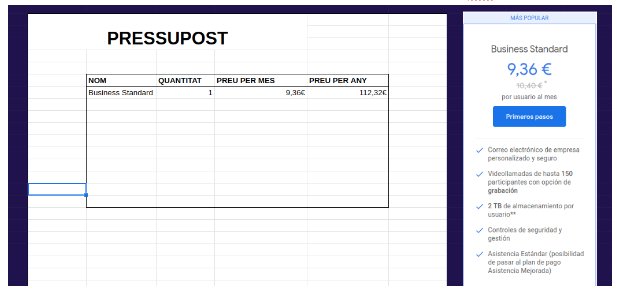 PRESSUPOST
NOM QUANTITAT PREU PER MES PREU PER ANY
Business Standard 1 9,36€ 112,32€
MÁS POPULAR
Business Standard
9,36 €
10,40 € *
por usuario al mes
Primeros pasos
Correo electrónico de empresa
personalizado y seguro
Videollamadas de hasta 150
participantes con opción de
grabación
2 TB de almacenamiento por
usuario**
Controles de seguridad y
gestión
Asistencia Estándar (posibilidad
de pasar al plan de pago
Asistencia Mejorada)